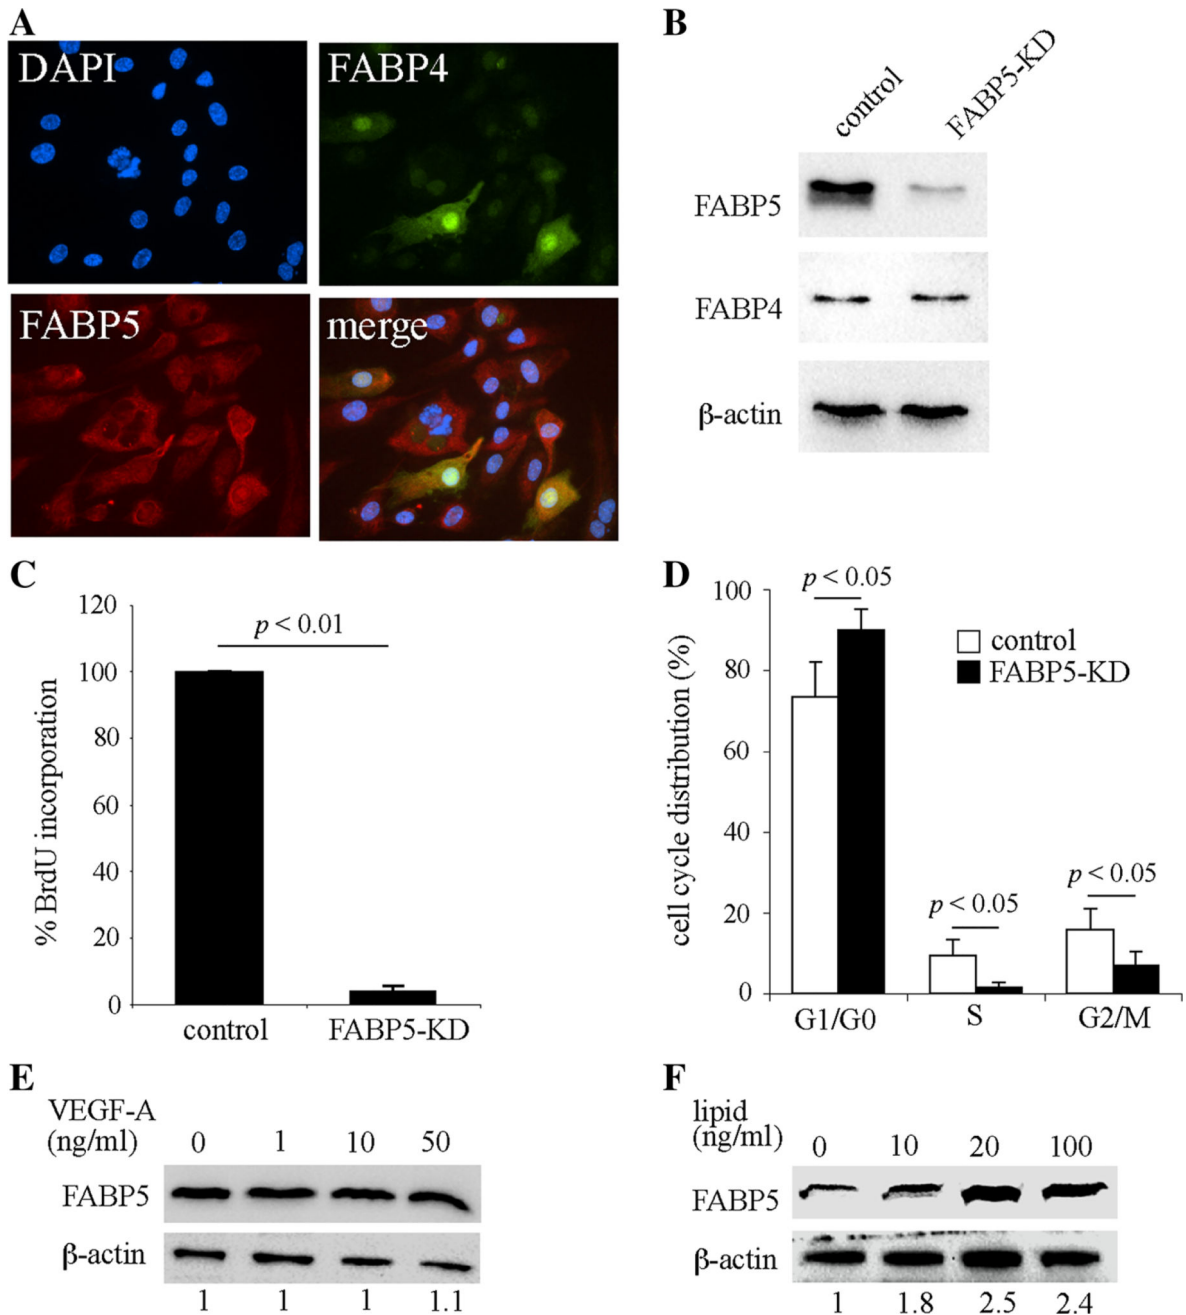 A
DAPI
FABP4
FABP5
merge
B
control
FABP5-KD
FABP5
FABP4
β-actin
C
120
100
80
60
40
20
0
% BrdU incorporation
p < 0.01
control
FABP5-KD
D
100
80
60
40
20
0
cell cycle distribution (%)
p < 0.05
p < 0.05
p < 0.05
control
FABP5-KD
G1/G0
S
G2/M
E
VEGF-A
(ng/ml) 0 1 10 50
FABP5
β-actin
1 1 1 1.1
F
lipid
(ng/ml) 0 10 20 100
FABP5
β-actin
1 1.8 2.5 2.4